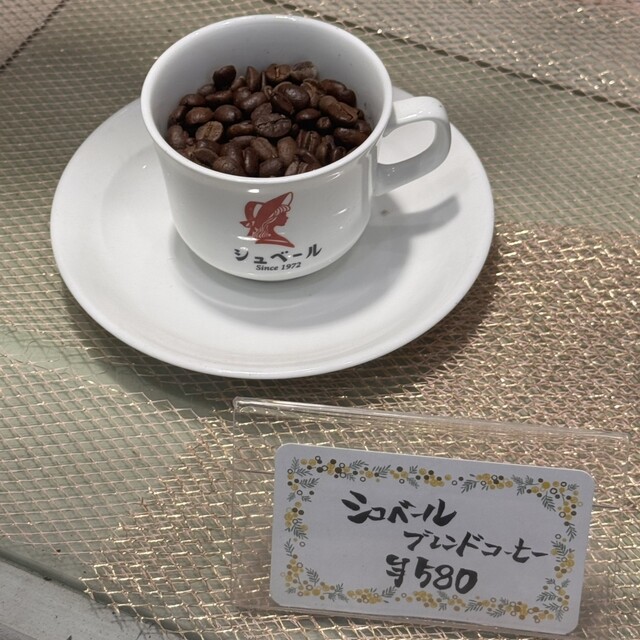 シュベール
Since 1972
シュベール
ブレンドコーヒー
¥580